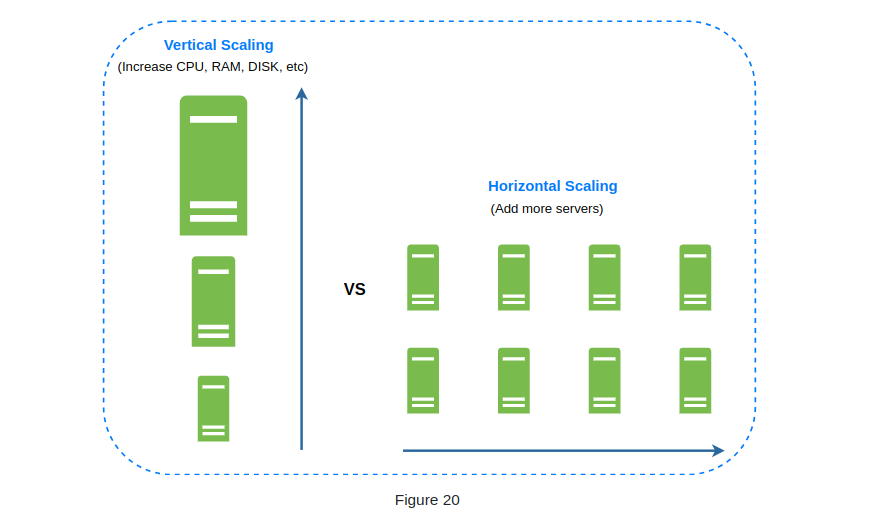 Vertical Scaling
(Increase CPU, RAM, DISK, etc)
Horizontal Scaling
(Add more servers)
VS
Figure 20